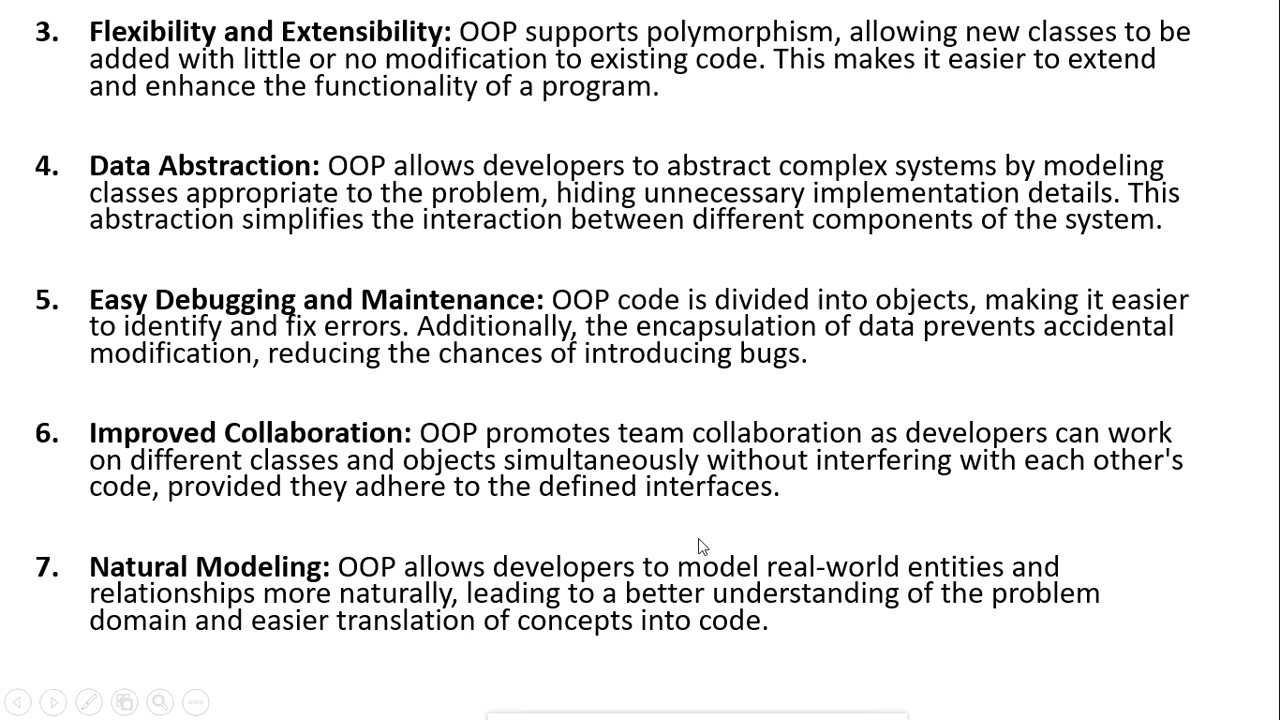 3. Flexibility and Extensibility: OOP supports polymorphism, allowing new classes to be
added with little or no modification to existing code. This makes it easier to extend
and enhance the functionality of a program.
4. Data Abstraction: OOP allows developers to abstract complex systems by modeling
classes appropriate to the problem, hiding unnecessary implementation details. This
abstraction simplifies the interaction between different components of the system.
5. Easy Debugging and Maintenance: OOP code is divided into objects, making it easier
to identify and fix errors. Additionally, the encapsulation of data prevents accidental
modification, reducing the chances of introducing bugs.
6. Improved Collaboration: OOP promotes team collaboration as developers can work
on different classes and objects simultaneously without interfering with each other's
code, provided they adhere to the defined interfaces.
7. Natural Modeling: OOP allows developers to model real-world entities and
relationships more naturally, leading to a better understanding of the problem
domain and easier translation of concepts into code.